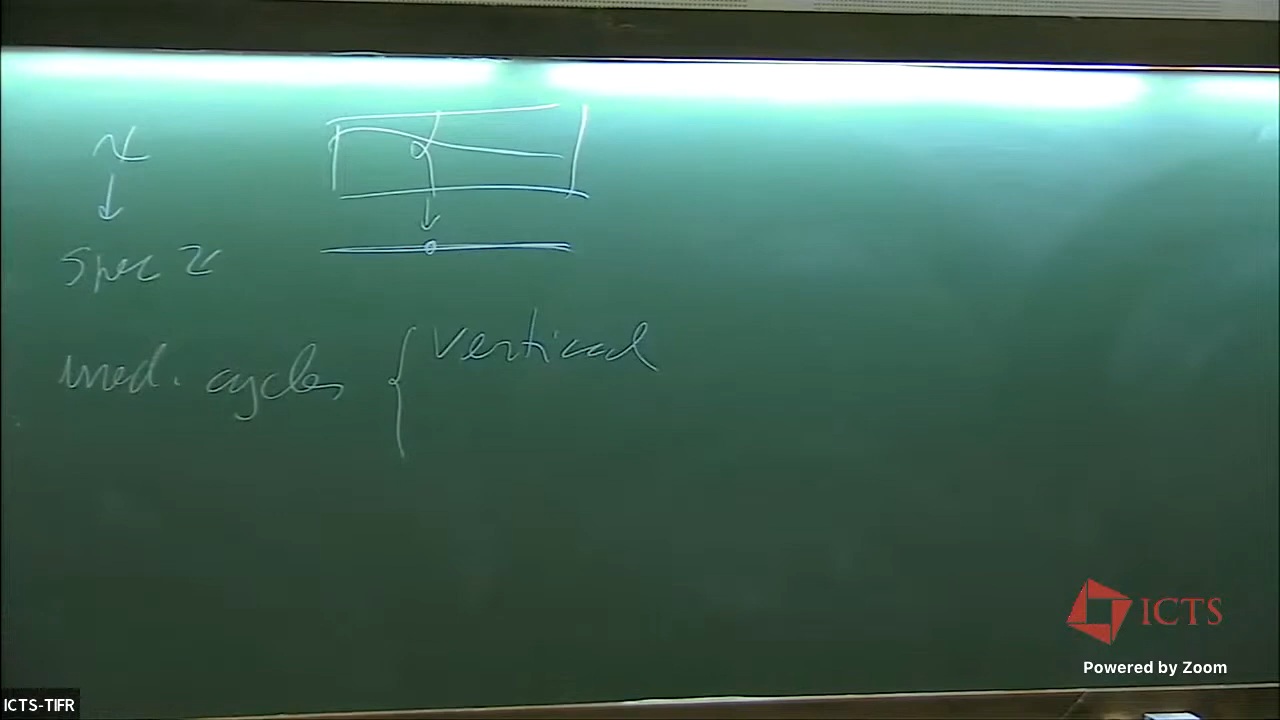 𝒳
↓
Spec ℤ
irred. cycles { vertical
ICTS
Powered by Zoom
ICTS-TIFR